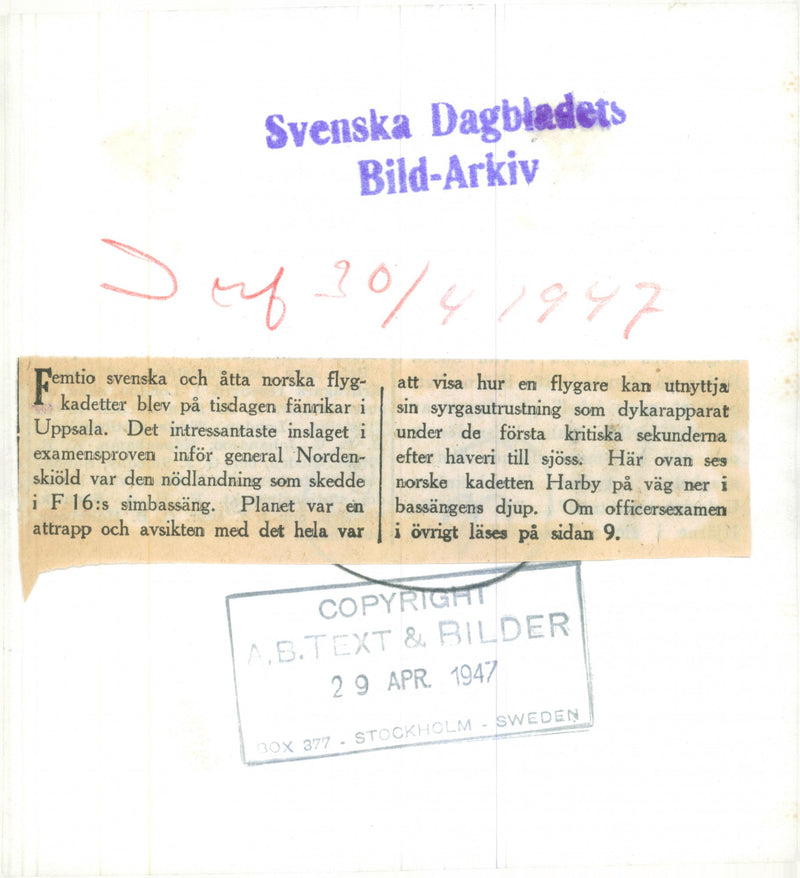 Svenska Dagbladets
Bild-Arkiv
30/4 1947
Femtio svenska och åtta norska flyg-
kadetter blev på tisdagen fänrikar i
Uppsala. Det intressantaste inslaget i
examensproven inför general Norden-
skiöld var den nödlandning som skedde
i F 16:s simbassäng. Planet var en
attrapp och avsikten med det hela var
att visa hur en flygare kan utnyttja
sin syrgasutrustning som dykarapparat
under de första kritiska sekunderna
efter haveri till sjöss. Här ovan ses
norske kadetten Harby på väg ner i
bassängens djup. Om officersexamen
i övrigt läses på sidan 9.
COPYRIGHT
A.B. TEXT & BILDER
29 APR. 1947
BOX 377 - STOCKHOLM - SWEDEN